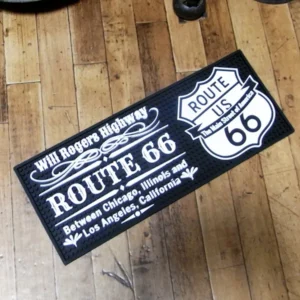 Will Rogers Highway
ROUTE 66
Between Chicago, Illinois and
Los Angeles, California
ROUTE
US
The Main Street of America
66